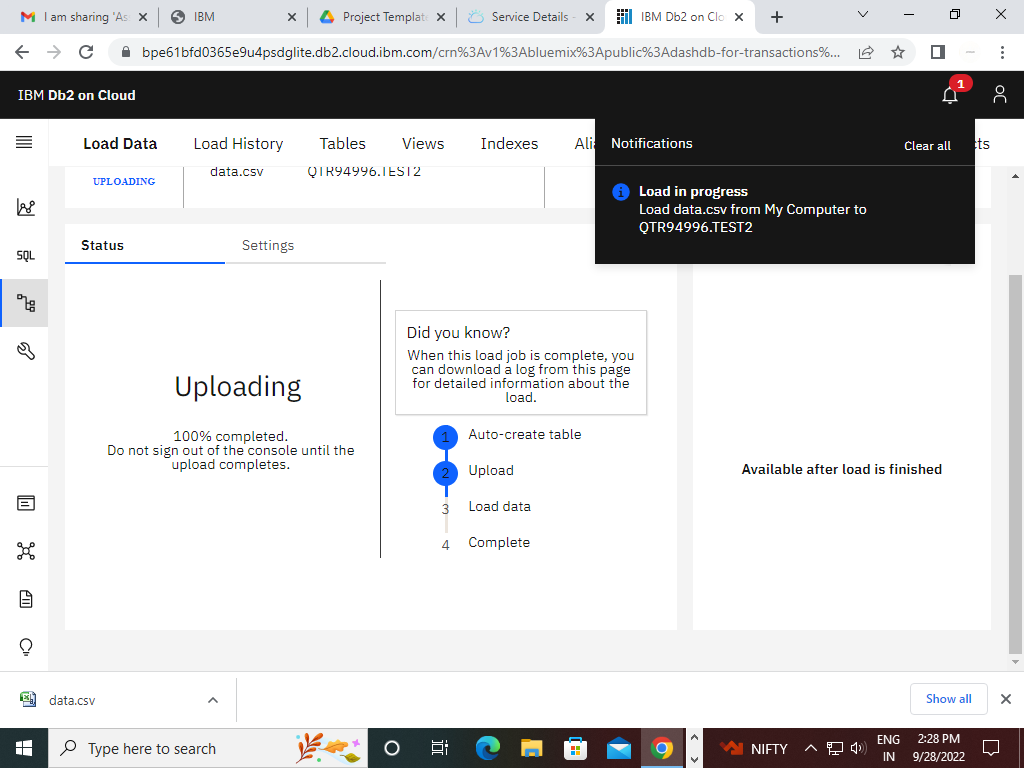 I am sharing 'As
IBM
Project Templat
Service Details -
IBM Db2 on Clo
bpe61bfd0365e9u4psdglite.db2.cloud.ibm.com/crn%3Av1%3Abluemix%3Apublic%3Adashdb-for-transactions%...
IBM Db2 on Cloud
1
Load Data
Load History
Tables
Views
Indexes
Ali
cts
Notifications
Clear all
Load in progress
Load data.csv from My Computer to
QTR94996.TEST2
UPLOADING
data.csv
QTR94996.TEST2
SQL
Status
Settings
Uploading
100% completed.
Do not sign out of the console until the
upload completes.
Did you know?
When this load job is complete, you
can download a log from this page
for detailed information about the
load.
1 Auto-create table
2 Upload
3 Load data
4 Complete
Available after load is finished
data.csv
Show all
Type here to search
NIFTY
ENG
IN
2:28 PM
9/28/2022